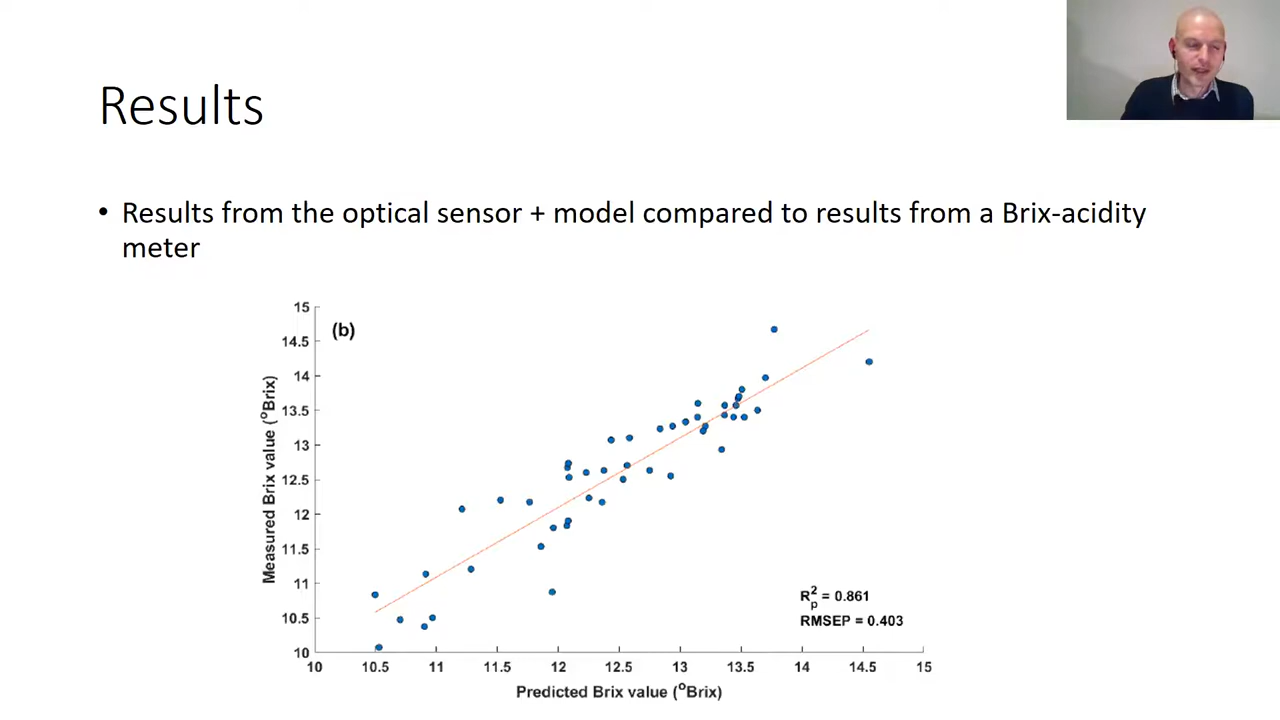 Results
• Results from the optical sensor + model compared to results from a Brix-acidity
meter
(b)
15
14.5
14
13.5
13
12.5
12
11.5
11
10.5
10
Measured Brix value (°Brix)
R²p = 0.861
RMSEP = 0.403
10 10.5 11 11.5 12 12.5 13 13.5 14 14.5 15
Predicted Brix value (°Brix)